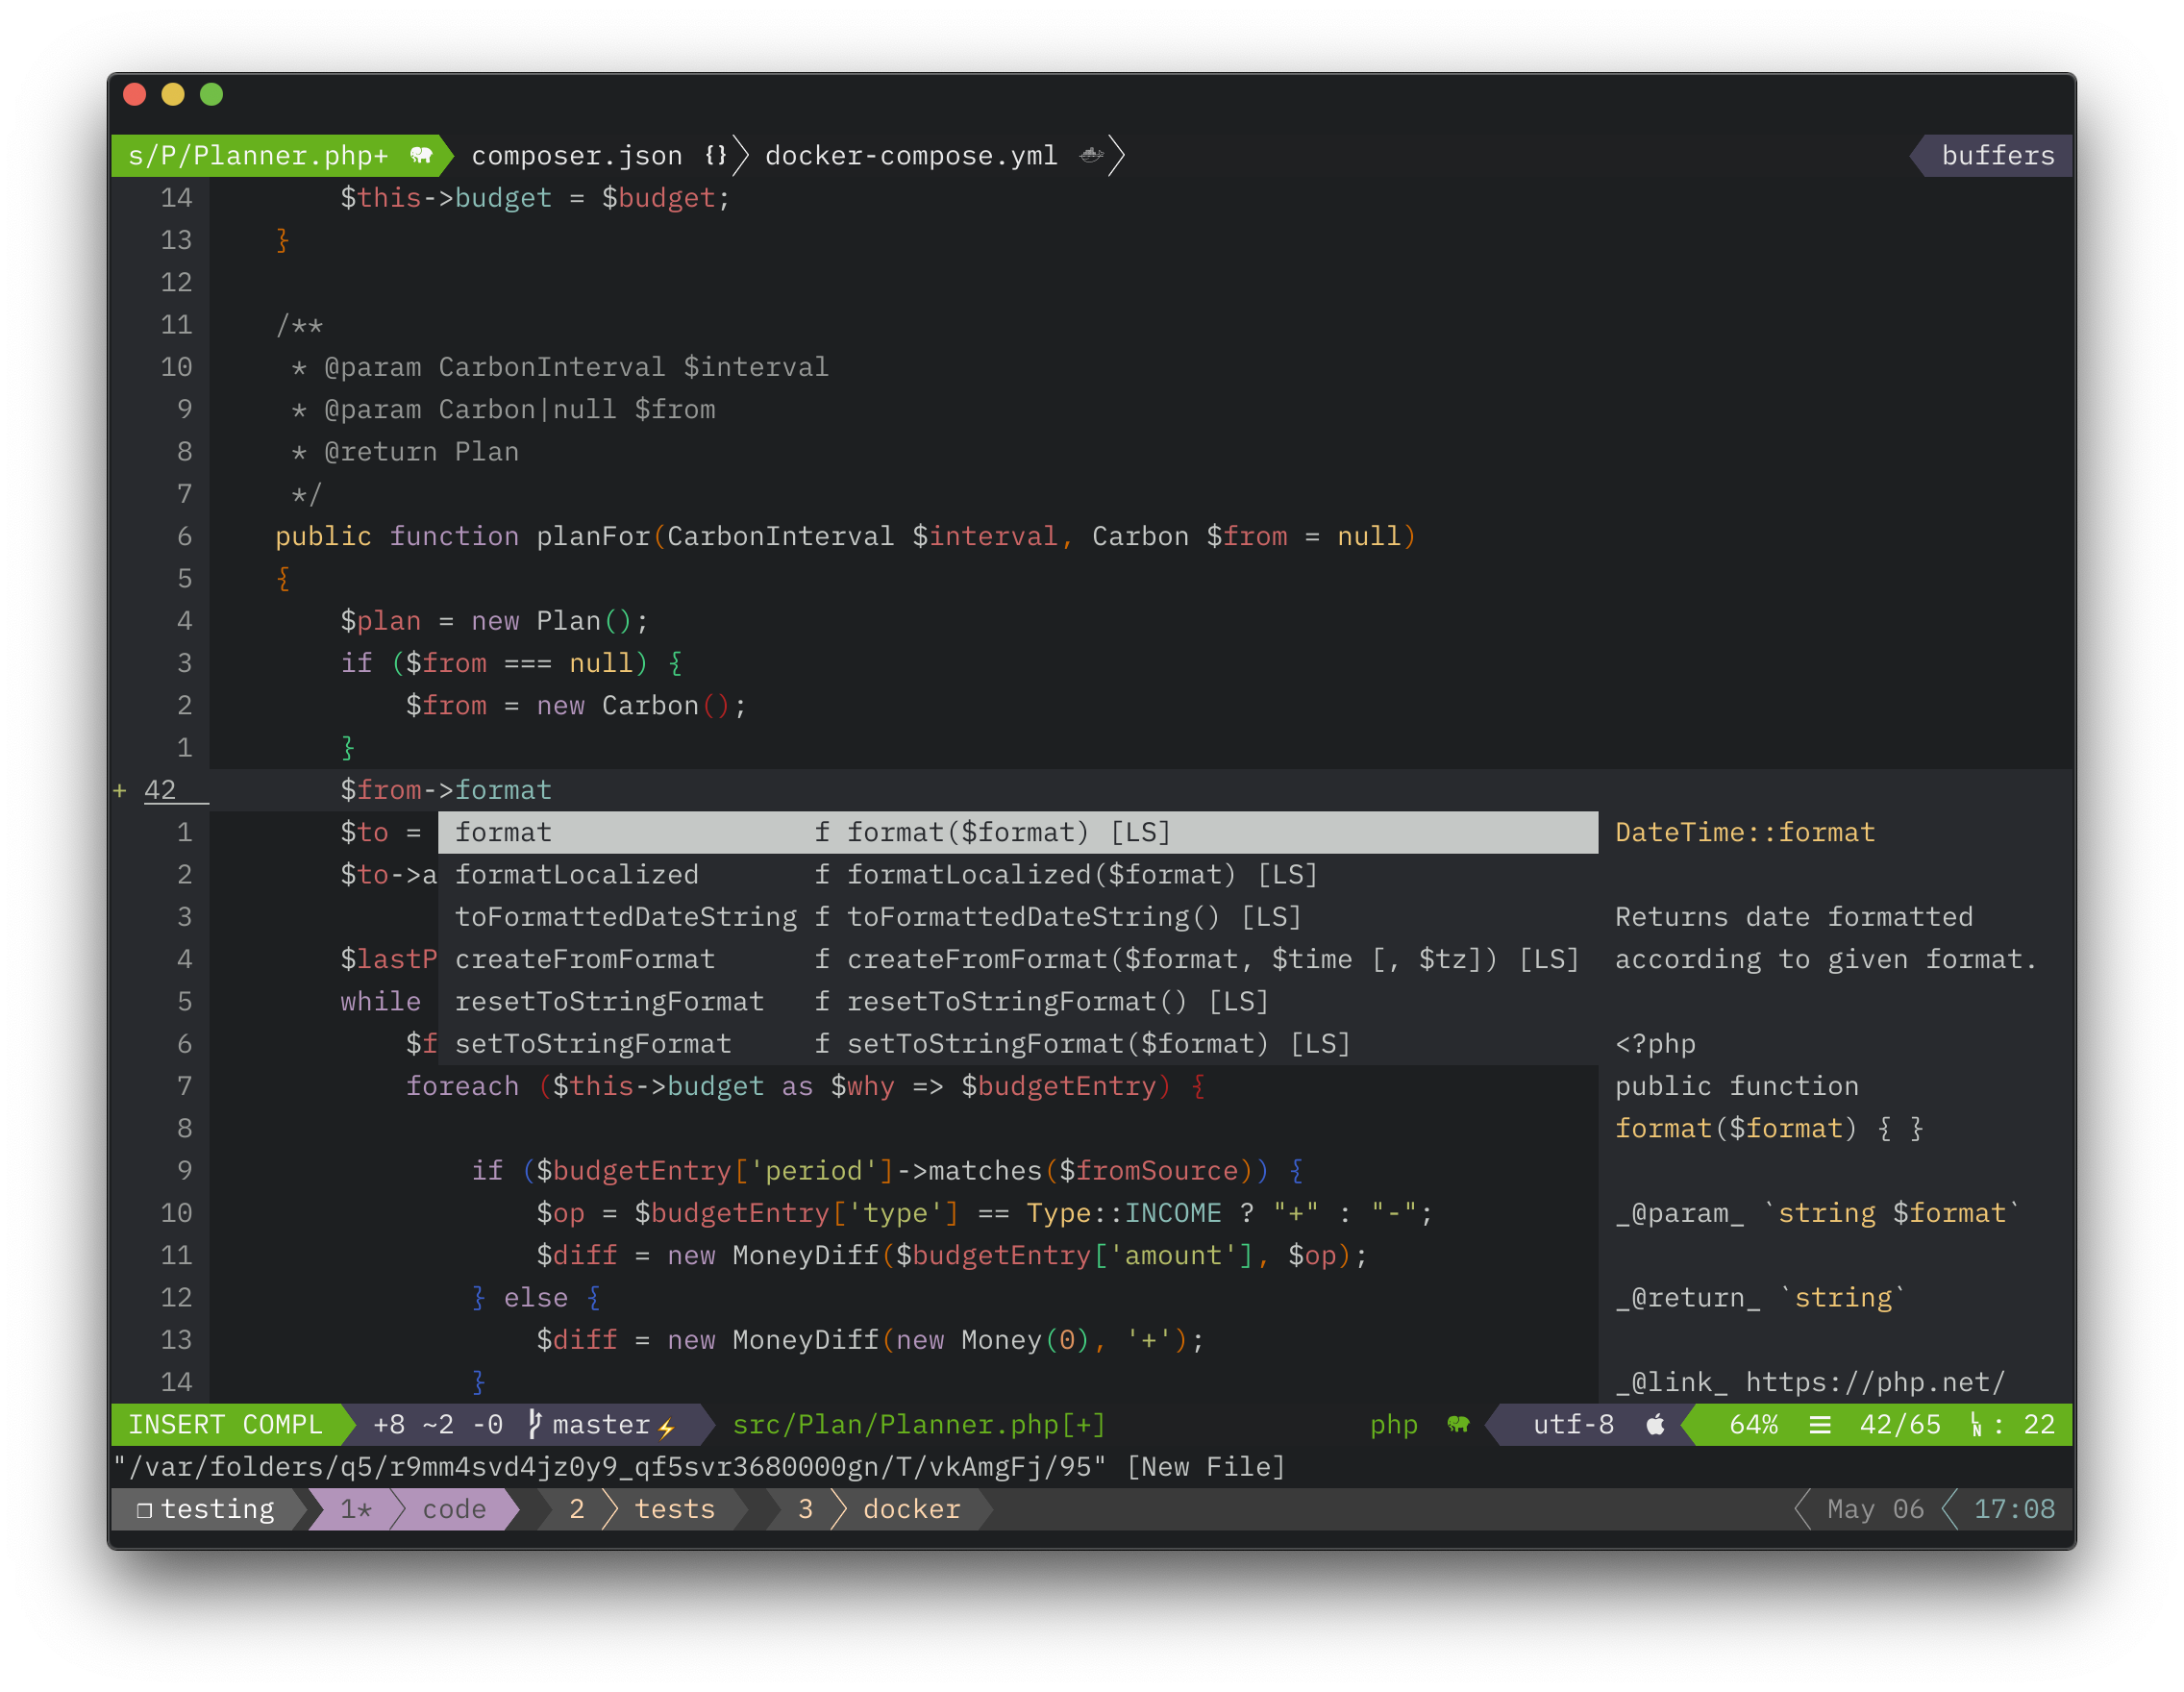 s/P/Planner.php+ composer.json {} docker-compose.yml buffers
14 $this->budget = $budget;
13 }
12
11 /**
10 * @param CarbonInterval $interval
9 * @param Carbon|null $from
8 * @return Plan
7 */
6 public function planFor(CarbonInterval $interval, Carbon $from = null)
5 {
4 $plan = new Plan();
3 if ($from === null) {
2 $from = new Carbon();
1 }
+ 42 $from->format
1 $to = format f format($format) [LS] DateTime::format
2 $to->a formatLocalized f formatLocalized($format) [LS]
3 toFormattedDateString f toFormattedDateString() [LS] Returns date formatted
4 $lastP createFromFormat f createFromFormat($format, $time [, $tz]) [LS] according to given format.
5 while resetToStringFormat f resetToStringFormat() [LS]
6 $f setToStringFormat f setToStringFormat($format) [LS] <?php
7 foreach ($this->budget as $why => $budgetEntry) { public function
8 format($format) { }
9 if ($budgetEntry['period']->matches($fromSource)) {
10 $op = $budgetEntry['type'] == Type::INCOME ? "+" : "-"; _@param_ `string $format`
11 $diff = new MoneyDiff($budgetEntry['amount'], $op);
12 } else { _@return_ `string`
13 $diff = new MoneyDiff(new Money(0), '+');
14 } _@link_ https://php.net/
INSERT COMPL +8 ~2 -0 master⚡ src/Plan/Planner.php[+] php utf-8 64% ☰ 42/65 LN : 22
"/var/folders/q5/r9mm4svd4jz0y9_qf5svr3680000gn/T/vkAmgFj/95" [New File]
❐ testing 1* code 2 tests 3 docker May 06 17:08